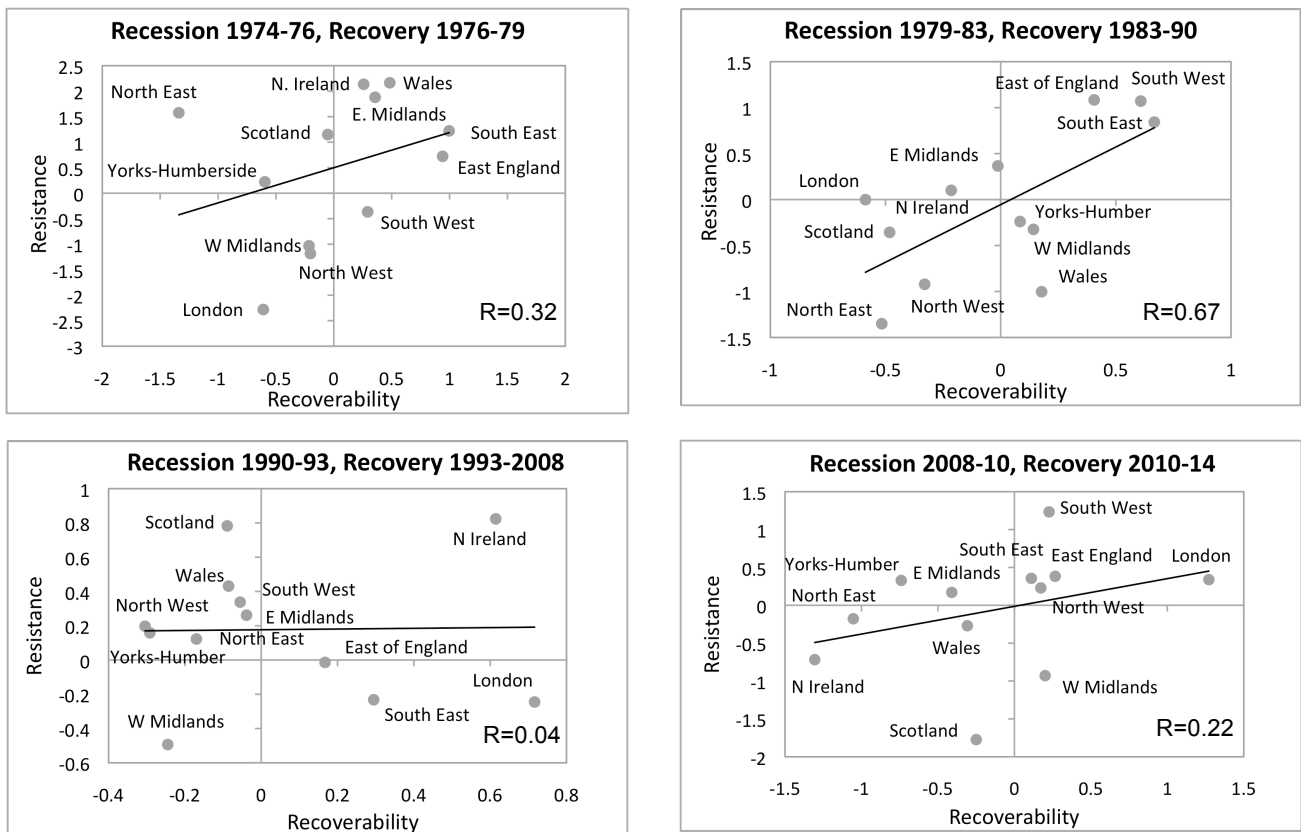 Recession 1974-76, Recovery 1976-79
2.5
2
1.5
1
0.5
0
-0.5
-1
-1.5
-2
-2.5
-3
Resistance
North East
N. Ireland
Wales
E. Midlands
Scotland
South East
East England
Yorks-Humberside
South West
W Midlands
North West
London
R=0.32
-2 -1.5 -1 -0.5 0 0.5 1 1.5 2
Recoverability
Recession 1979-83, Recovery 1983-90
1.5
1
0.5
0
-0.5
-1
-1.5
Resistance
East of England
South West
South East
E Midlands
London
N Ireland
Yorks-Humber
Scotland
W Midlands
Wales
North East
North West
R=0.67
-1 -0.5 0 0.5 1
Recoverability
Recession 1990-93, Recovery 1993-2008
1
0.8
0.6
0.4
0.2
0
-0.2
-0.4
-0.6
Resistance
Scotland
N Ireland
Wales
South West
North West
E Midlands
North East
Yorks-Humber
East of England
London
South East
W Midlands
R=0.04
-0.4 -0.2 0 0.2 0.4 0.6 0.8
Recoverability
Recession 2008-10, Recovery 2010-14
1.5
1
0.5
0
-0.5
-1
-1.5
-2
Resistance
South West
South East
East England
London
Yorks-Humber
E Midlands
North East
North West
Wales
N Ireland
W Midlands
Scotland
R=0.22
-1.5 -1 -0.5 0 0.5 1 1.5
Recoverability